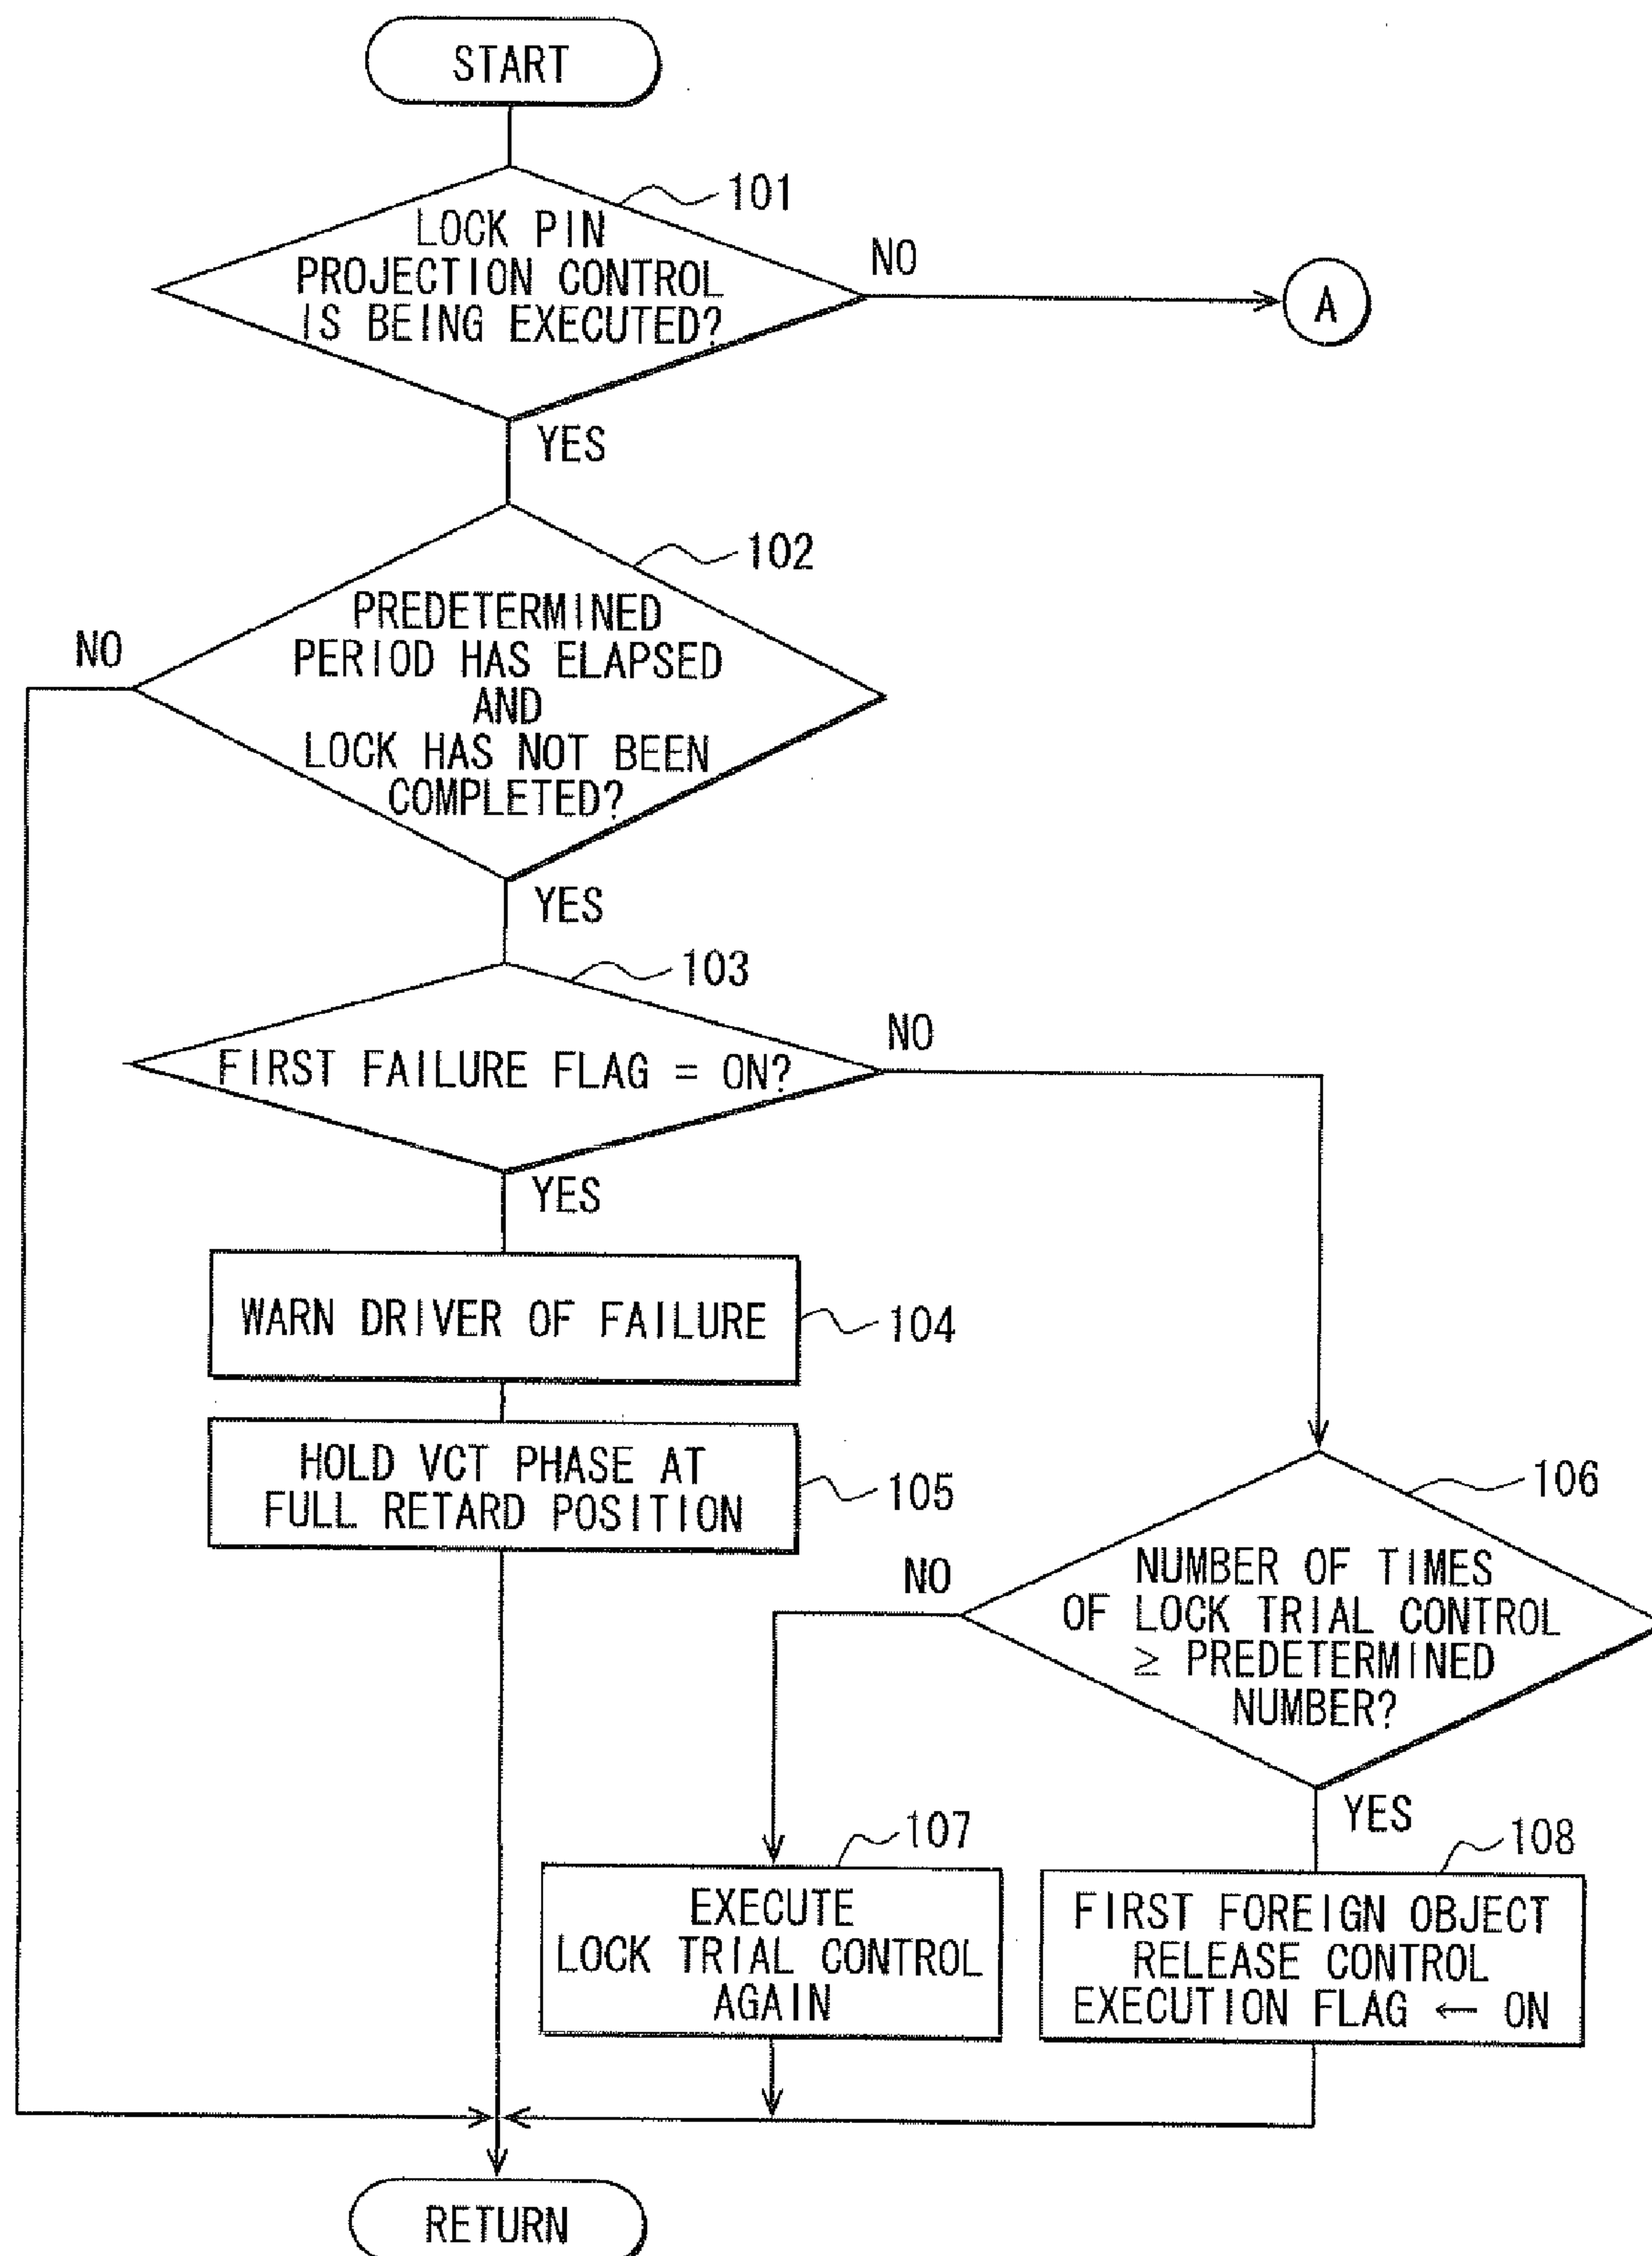 START
101
LOCK PIN
PROJECTION CONTROL
IS BEING EXECUTED?
NO
A
YES
102
PREDETERMINED
PERIOD HAS ELAPSED
AND
LOCK HAS NOT BEEN
COMPLETED?
NO
YES
103
FIRST FAILURE FLAG = ON?
NO
YES
WARN DRIVER OF FAILURE
104
HOLD VCT PHASE AT
FULL RETARD POSITION
105
106
NUMBER OF TIMES
OF LOCK TRIAL CONTROL
≥ PREDETERMINED
NUMBER?
NO
YES
107
EXECUTE
LOCK TRIAL CONTROL
AGAIN
108
FIRST FOREIGN OBJECT
RELEASE CONTROL
EXECUTION FLAG ← ON
RETURN